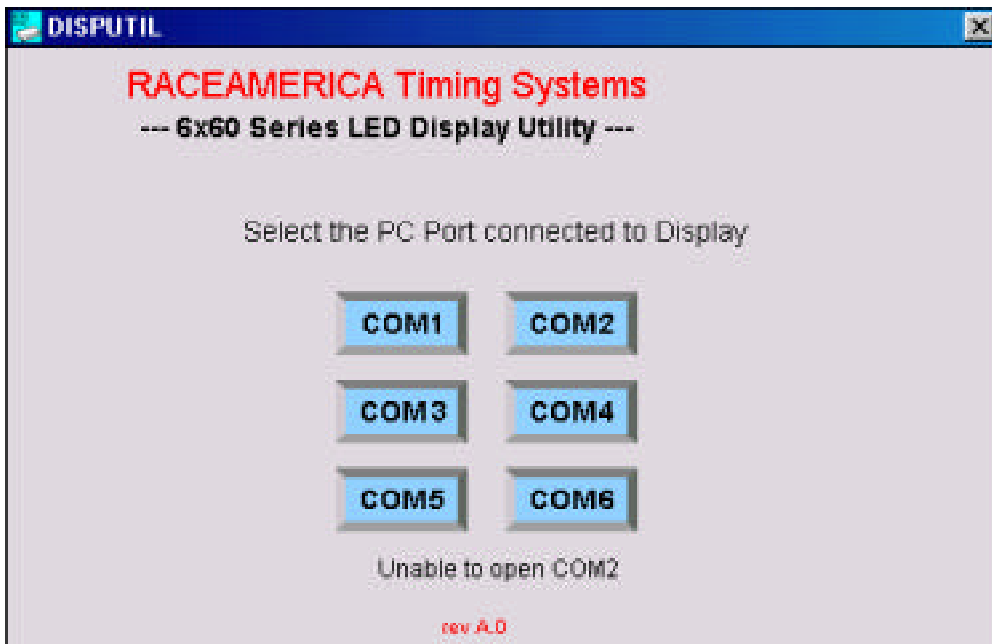 DISPUTIL
RACEAMERICA Timing Systems
--- 6x60 Series LED Display Utility ---
Select the PC Port connected to Display
COM1 COM2
COM3 COM4
COM5 COM6
Unable to open COM2
rev A.0